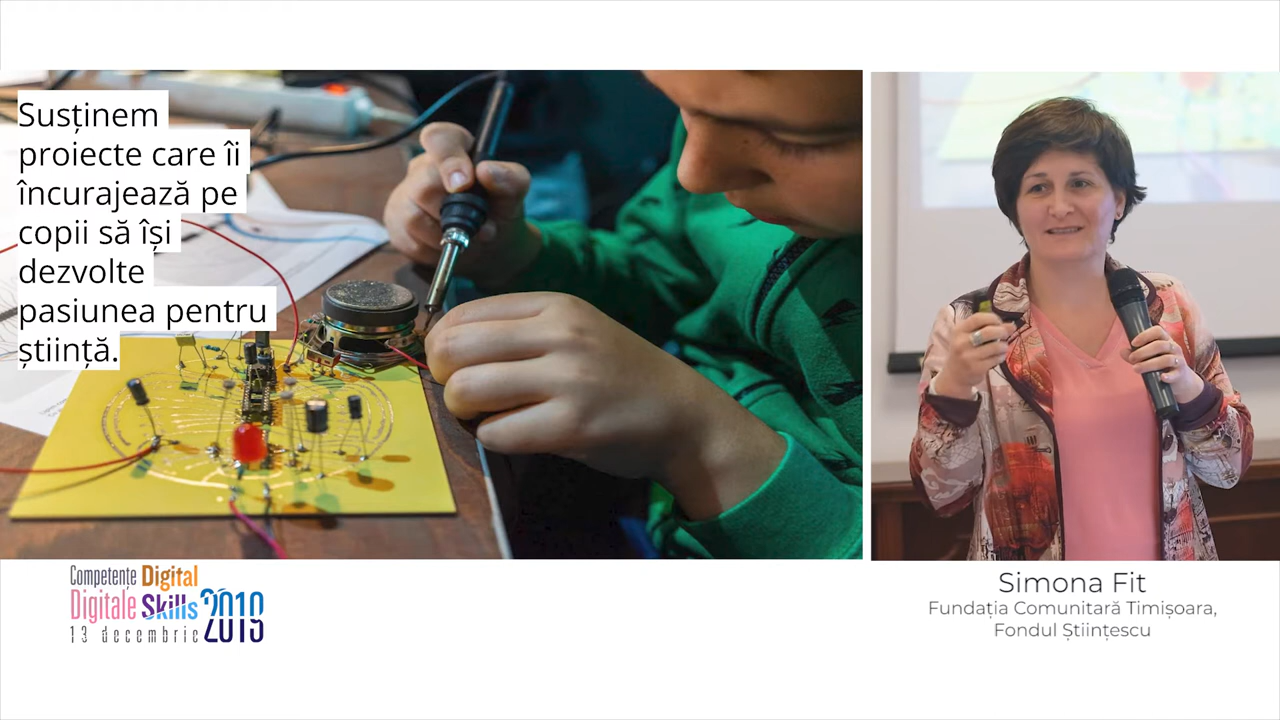 Susținem
proiecte care îi
încurajează pe
copii să își
dezvolte
pasiunea pentru
știință.
Competențe Digital
Digitale Skills 2019
13 decembrie
Simona Fit
Fundația Comunitară Timișoara,
Fondul Științescu